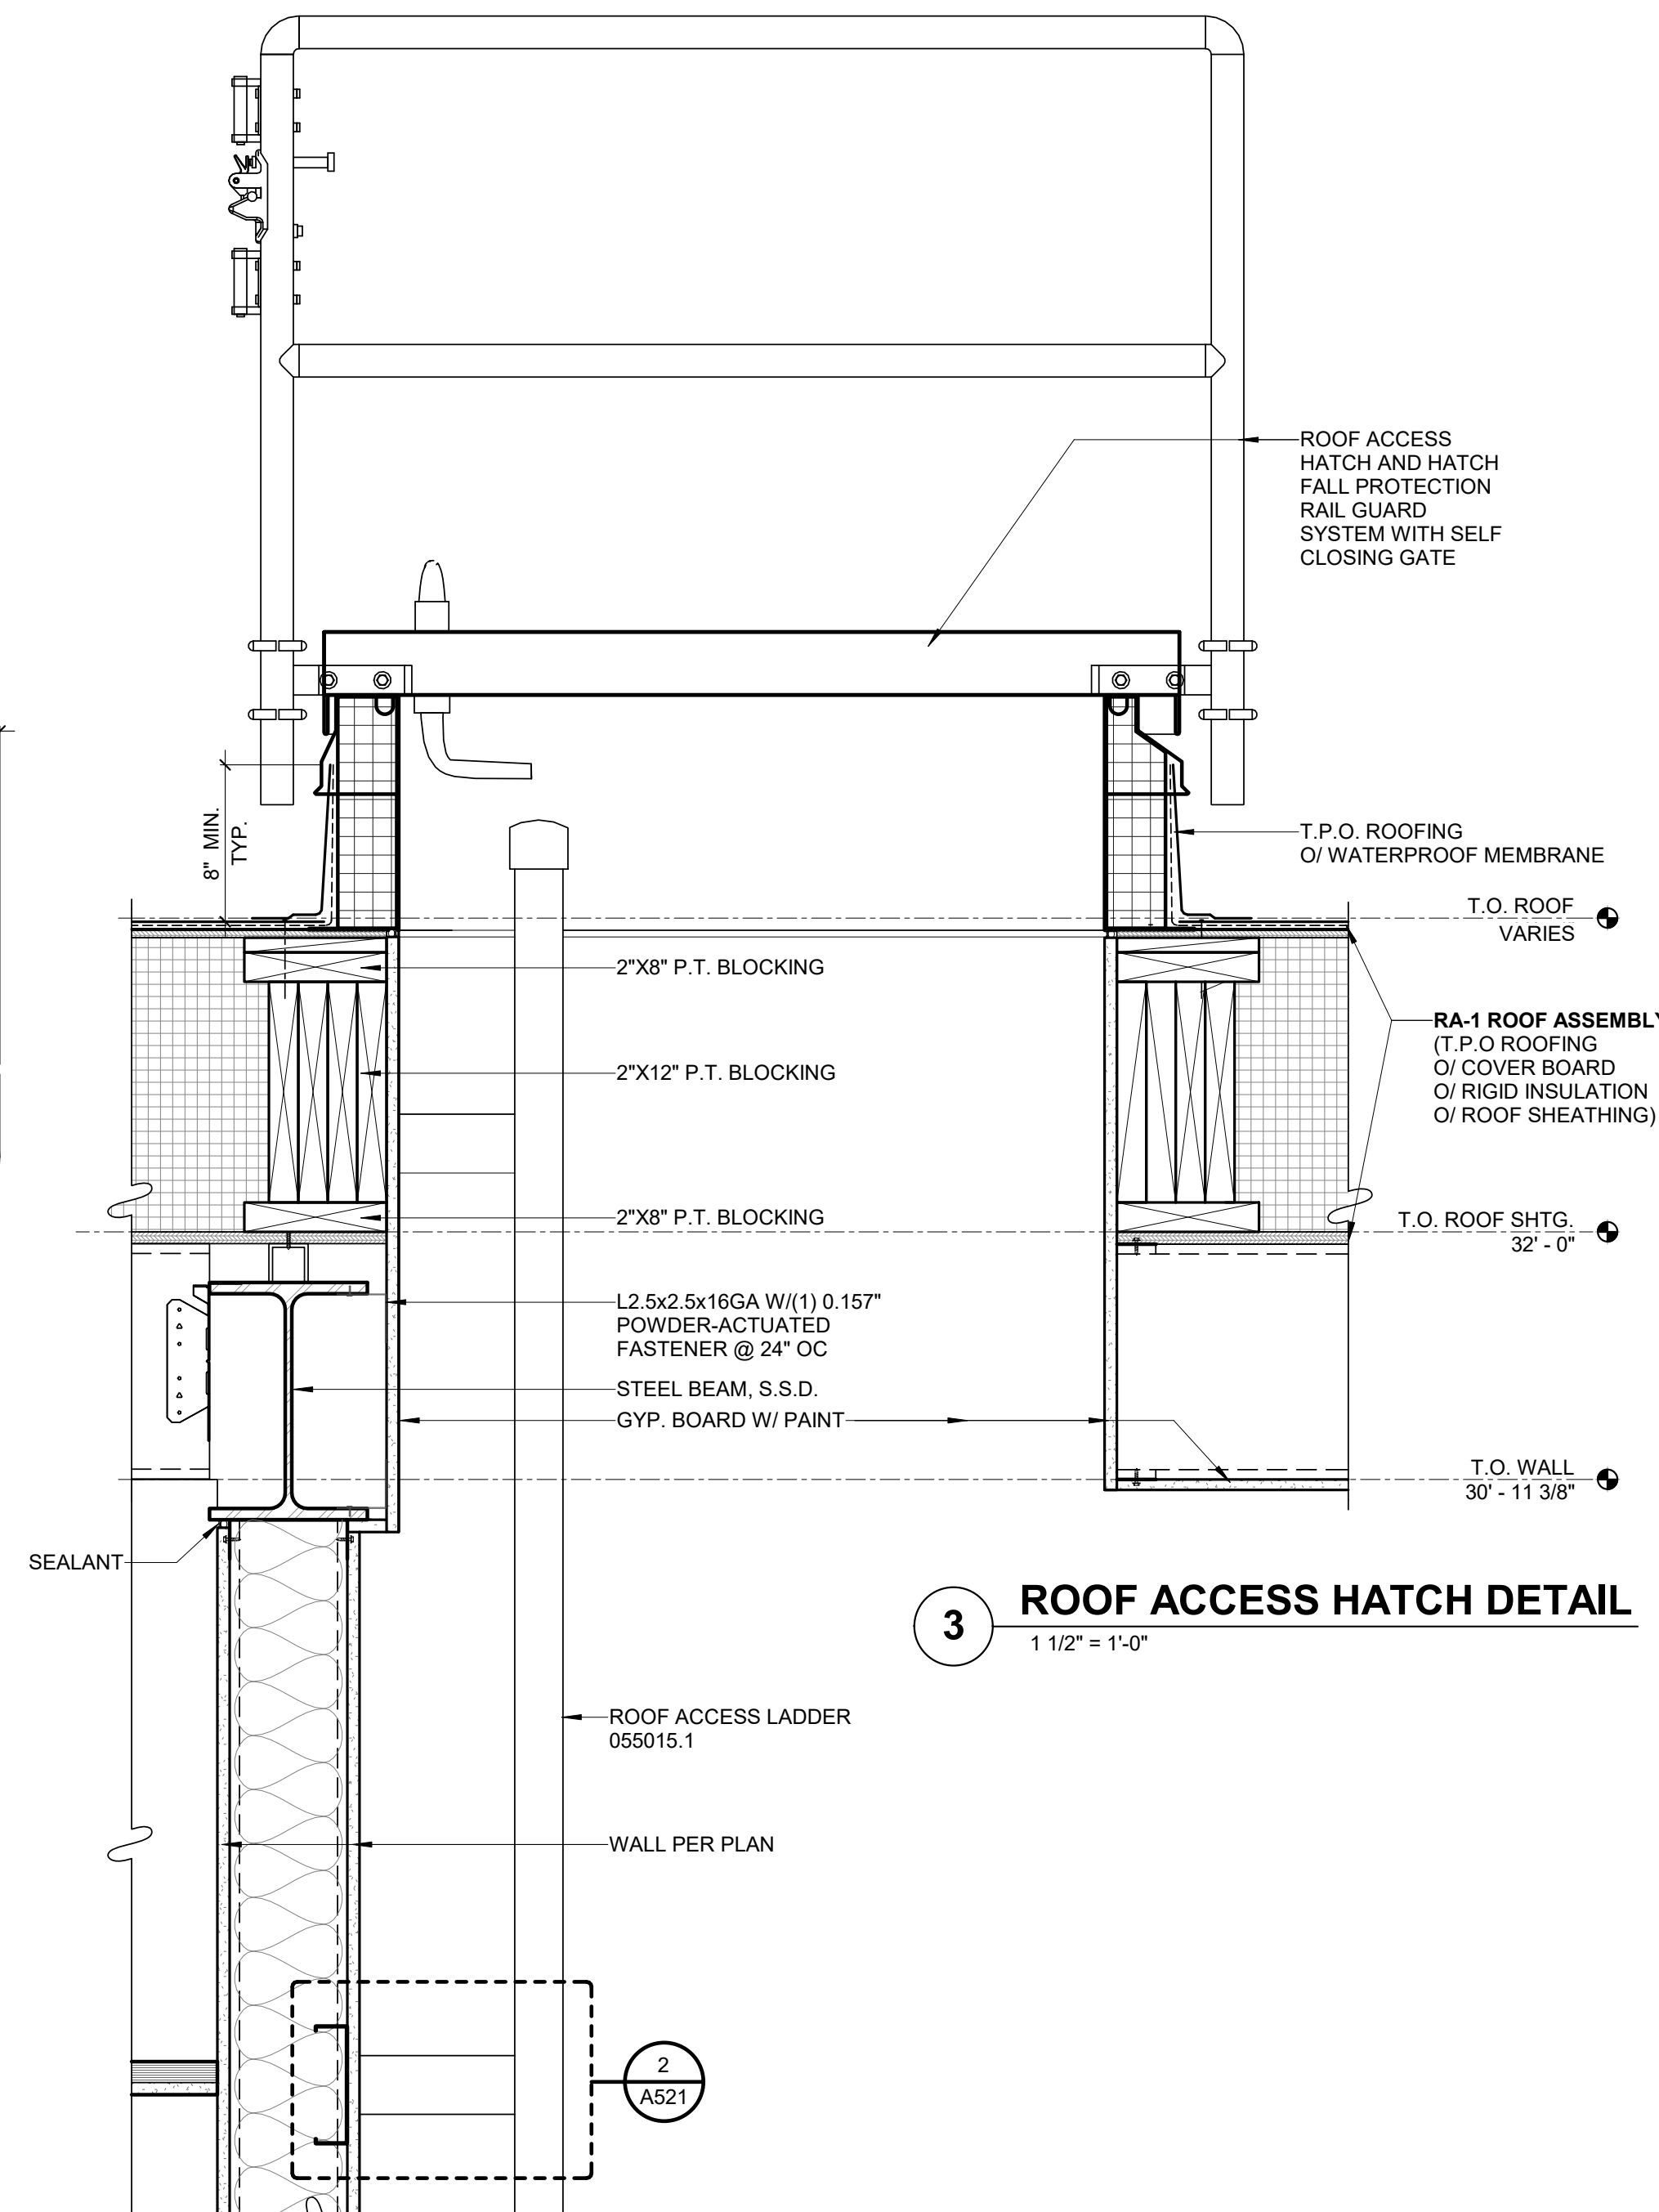 ROOF ACCESS
HATCH AND HATCH
FALL PROTECTION
RAIL GUARD
SYSTEM WITH SELF
CLOSING GATE
8" MIN.
TYP.
T.P.O. ROOFING
O/ WATERPROOF MEMBRANE
T.O. ROOF
VARIES
2"X8" P.T. BLOCKING
RA-1 ROOF ASSEMBLY
(T.P.O ROOFING
O/ COVER BOARD
O/ RIGID INSULATION
O/ ROOF SHEATHING)
2"X12" P.T. BLOCKING
2"X8" P.T. BLOCKING
T.O. ROOF SHTG.
32' - 0"
L2.5x2.5x16GA W/(1) 0.157"
POWDER-ACTUATED
FASTENER @ 24" OC
STEEL BEAM, S.S.D.
GYP. BOARD W/ PAINT
T.O. WALL
30' - 11 3/8"
SEALANT
3
ROOF ACCESS HATCH DETAIL
1 1/2" = 1'-0"
ROOF ACCESS LADDER
055015.1
WALL PER PLAN
2
A521